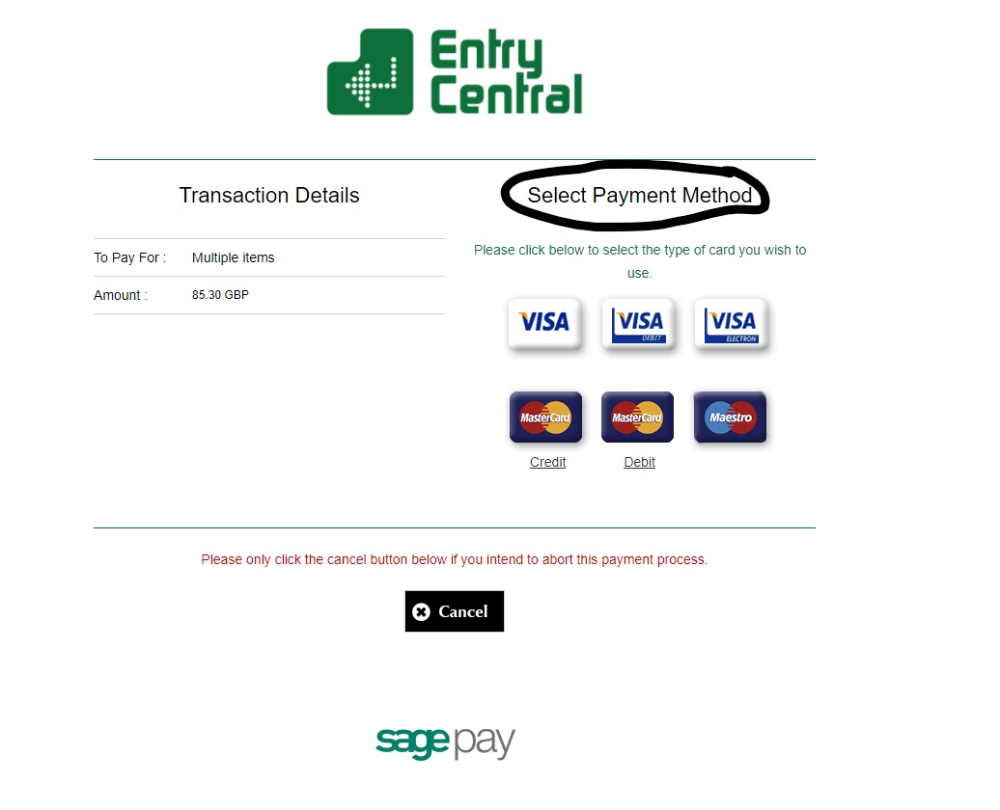 Entry
Central
Transaction Details
Select Payment Method
To Pay For : Multiple items
Amount : 85.30 GBP
Please click below to select the type of card you wish to
use.
VISA VISA DEBIT VISA ELECTRON
MasterCard MasterCard Maestro
Credit Debit
Please only click the cancel button below if you intend to abort this payment process.
Cancel
sage pay